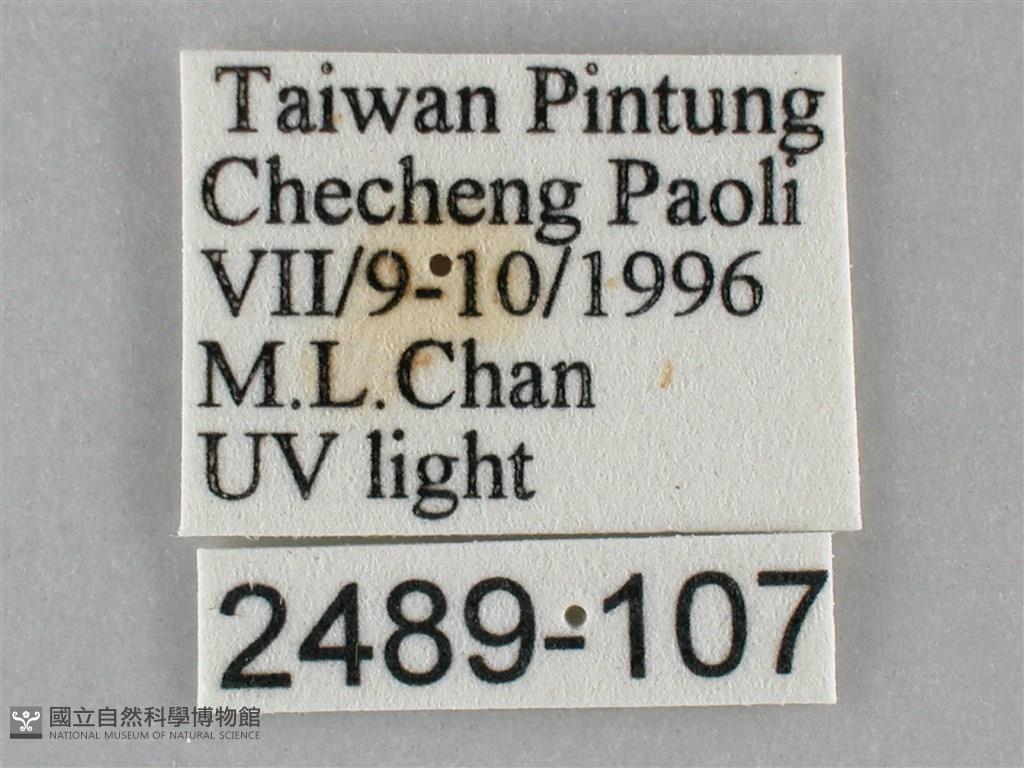 Taiwan Pintung
Checheng Paoli
VII/9-10/1996
M.L.Chan
UV light
2489-107
國立自然科學博物館
NATIONAL MUSEUM OF NATURAL SCIENCE